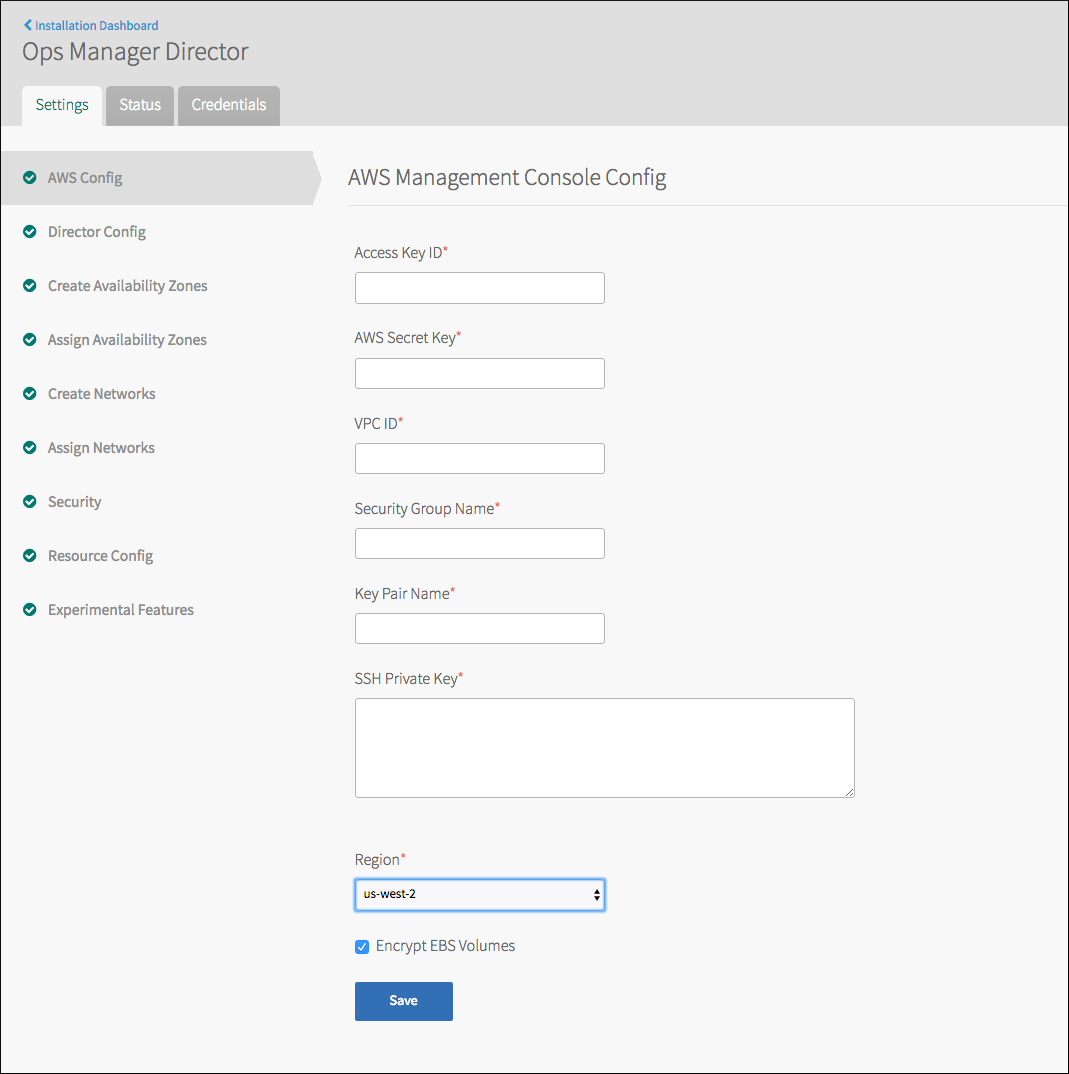 Installation Dashboard
Ops Manager Director
Settings
Status
Credentials
AWS Config
Director Config
Create Availability Zones
Assign Availability Zones
Create Networks
Assign Networks
Security
Resource Config
Experimental Features
AWS Management Console Config
Access Key ID*
AWS Secret Key*
VPC ID*
Security Group Name*
Key Pair Name*
SSH Private Key*
Region*
us-west-2
Encrypt EBS Volumes
Save